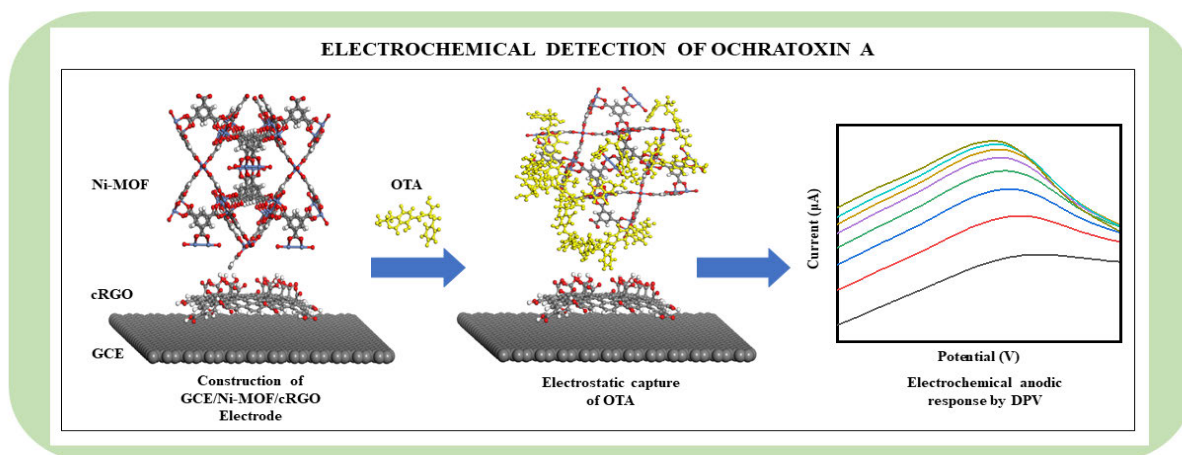 ELECTROCHEMICAL DETECTION OF OCHRATOXIN A
Ni-MOF
cRGO
GCE
Construction of
GCE/Ni-MOF/cRGO
Electrode
OTA
Electrostatic capture
of OTA
Current (µA)
Potential (V)
Electrochemical anodic
response by DPV